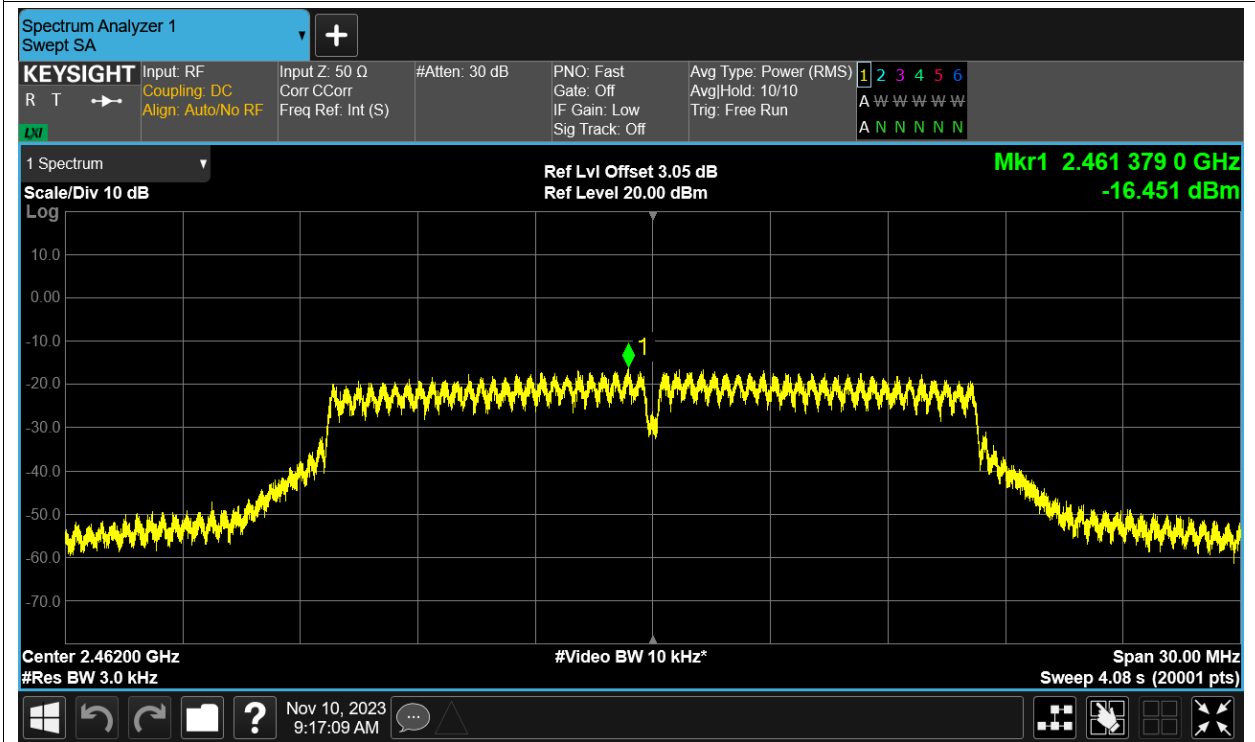 Spectrum Analyzer 1
Swept SA
KEYSIGHT
R T
LXI
Input: RF
Coupling: DC
Align: Auto/No RF
Input Z: 50 Ω
Corr CCorr
Freq Ref: Int (S)
#Atten: 30 dB
PNO: Fast
Gate: Off
IF Gain: Low
Sig Track: Off
Avg Type: Power (RMS)
Avg|Hold: 10/10
Trig: Free Run
1 2 3 4 5 6
A W W W W W
A N N N N N
1 Spectrum
Scale/Div 10 dB
Log
Ref Lvl Offset 3.05 dB
Ref Level 20.00 dBm
Mkr1 2.461 379 0 GHz
-16.451 dBm
10.0
0.00
-10.0
-20.0
-30.0
-40.0
-50.0
-60.0
-70.0
1
Center 2.46200 GHz
#Res BW 3.0 kHz
#Video BW 10 kHz*
Span 30.00 MHz
Sweep 4.08 s (20001 pts)
?
Nov 10, 2023
9:17:09 AM